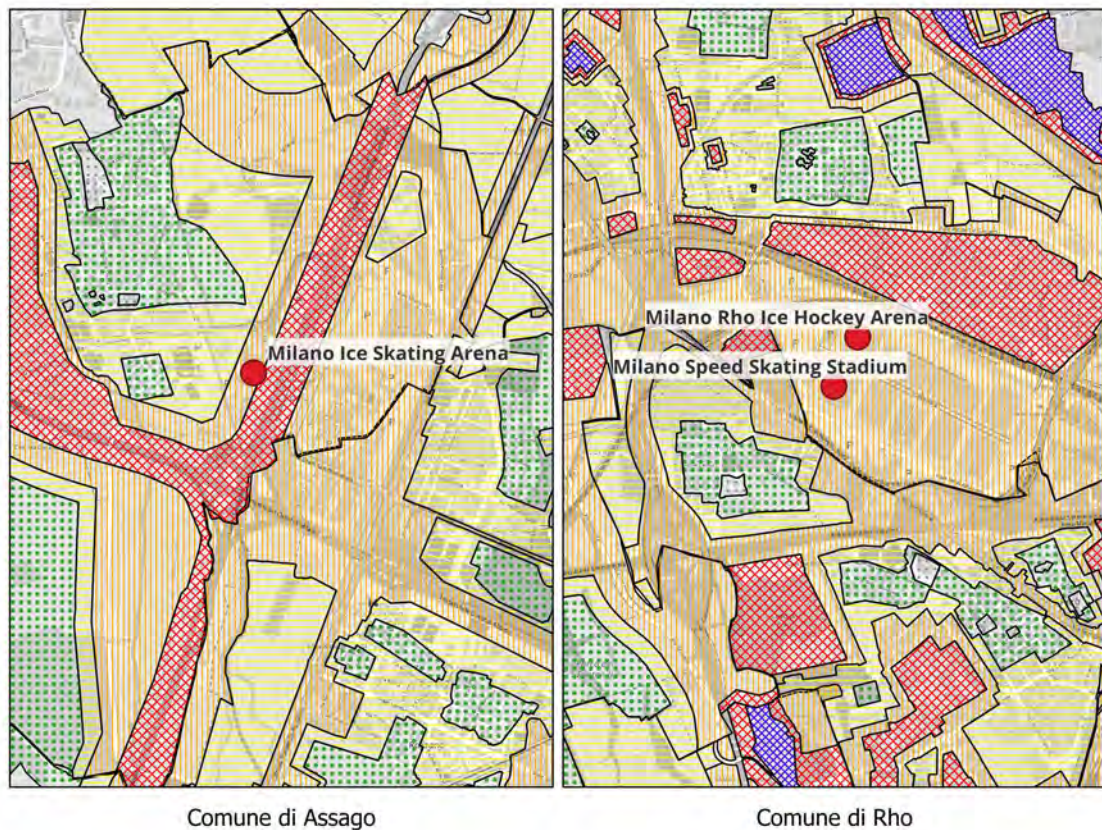 Milano Ice Skating Arena
Milano Rho Ice Hockey Arena
Milano Speed Skating Stadium
Comune di Assago
Comune di Rho